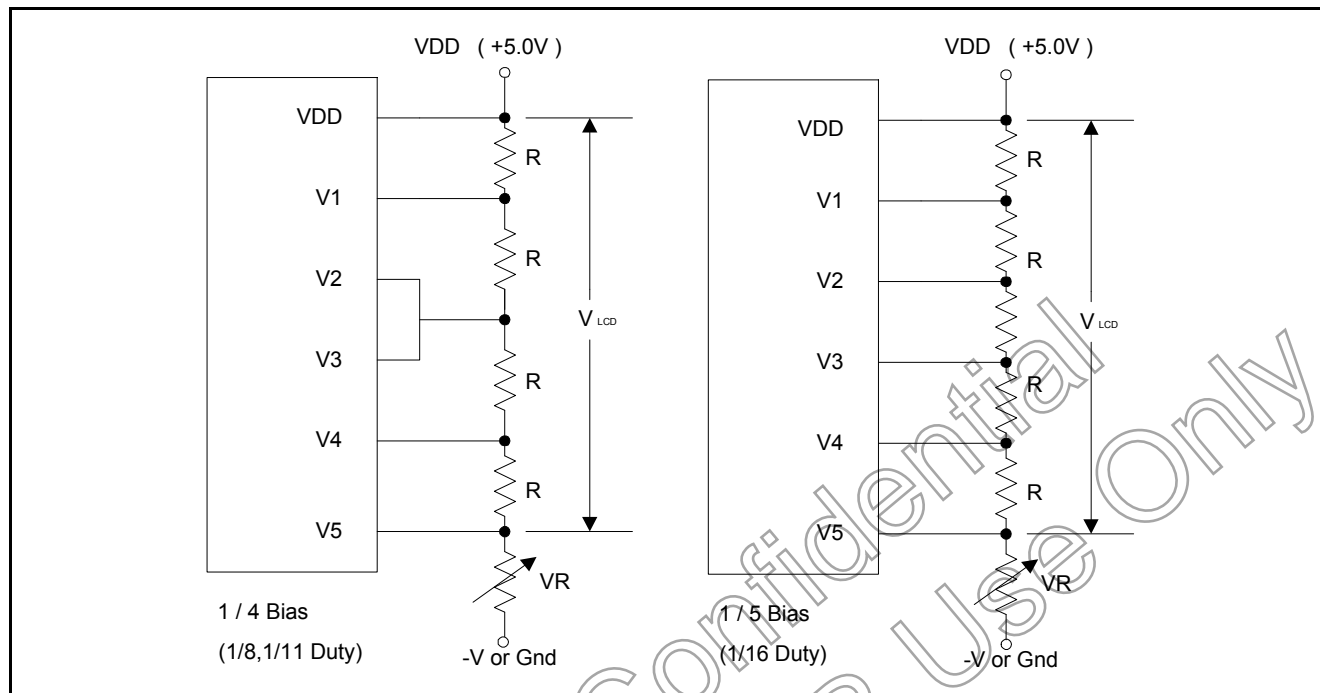 VDD ( +5.0V )
VDD
R
V1
R
V2
V LCD
V3
R
V4
R
V5
VR
1 / 4 Bias
(1/8,1/11 Duty)
-V or Gnd
VDD ( +5.0V )
VDD
R
V1
R
V2
V LCD
V3
R
V4
R
V5
VR
1 / 5 Bias
(1/16 Duty)
-V or Gnd
Confidential
Use Only